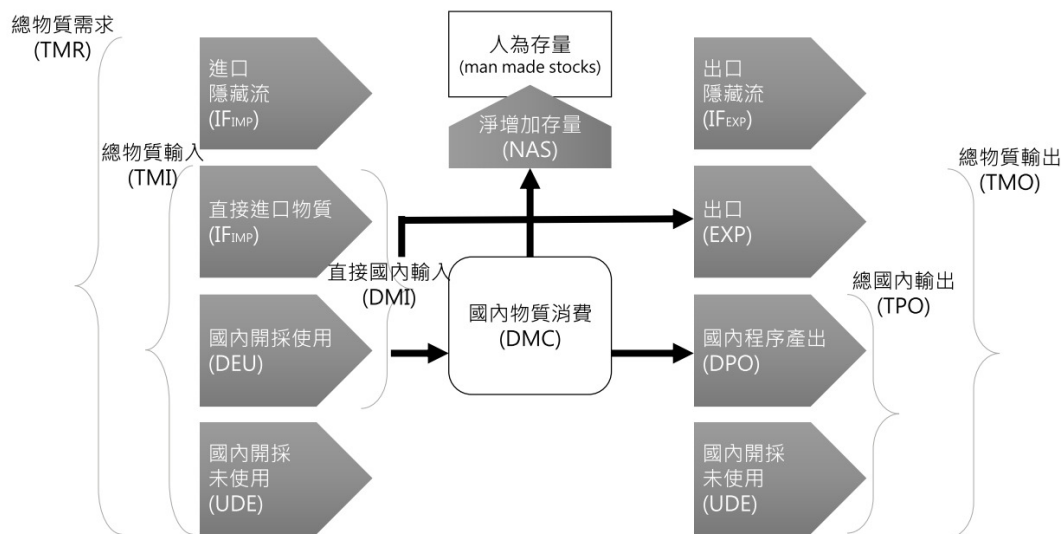 總物質需求
(TMR)
進口
隱藏流
(IFIMP)
人為存量
(man made stocks)
淨增加存量
(NAS)
出口
隱藏流
(IFEXP)
總物質輸入
(TMI)
直接進口物質
(IFIMP)
出口
(EXP)
總物質輸出
(TMO)
直接國內輸入
(DMI)
國內物質消費
(DMC)
總國內輸出
(TPO)
國內開採使用
(DEU)
國內程序產出
(DPO)
國內開採
未使用
(UDE)
國內開採
未使用
(UDE)